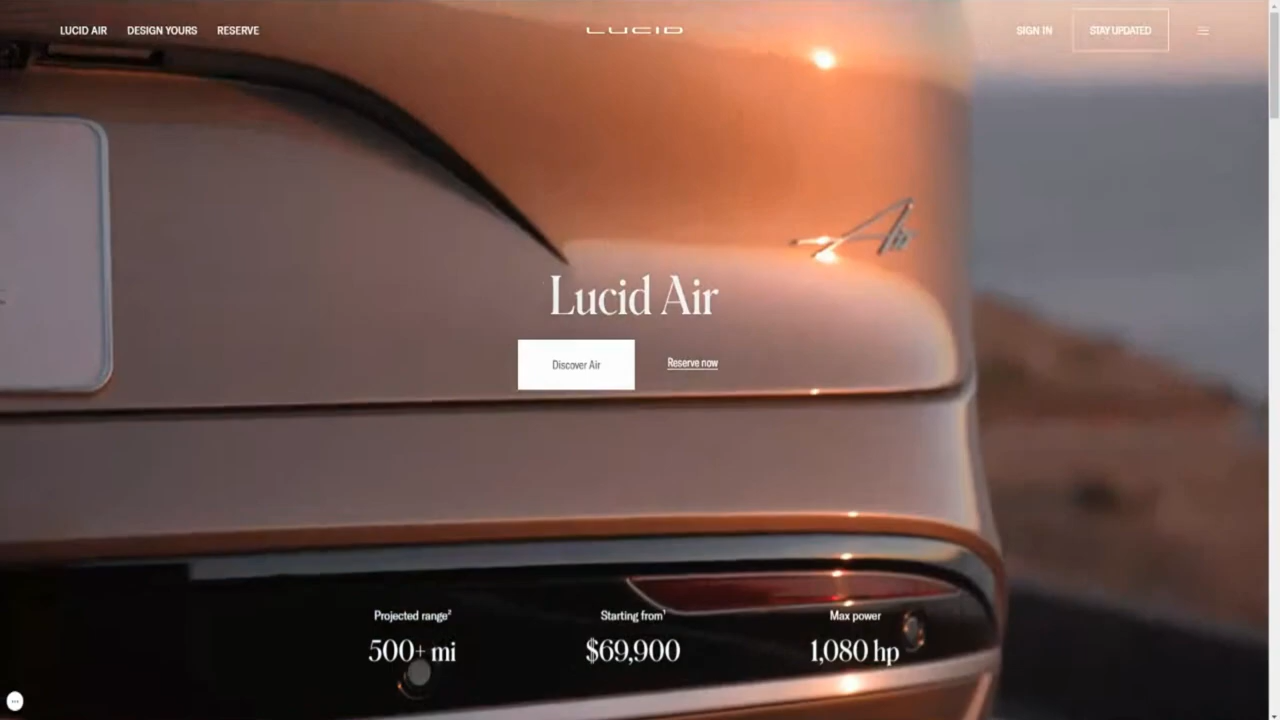 LUCID AIR DESIGN YOURS RESERVE LUCID SIGN IN STAY UPDATED
Air
Lucid Air
Discover Air Reserve now
Projected range² Starting from¹ Max power
500+ mi $69,900 1,080 hp